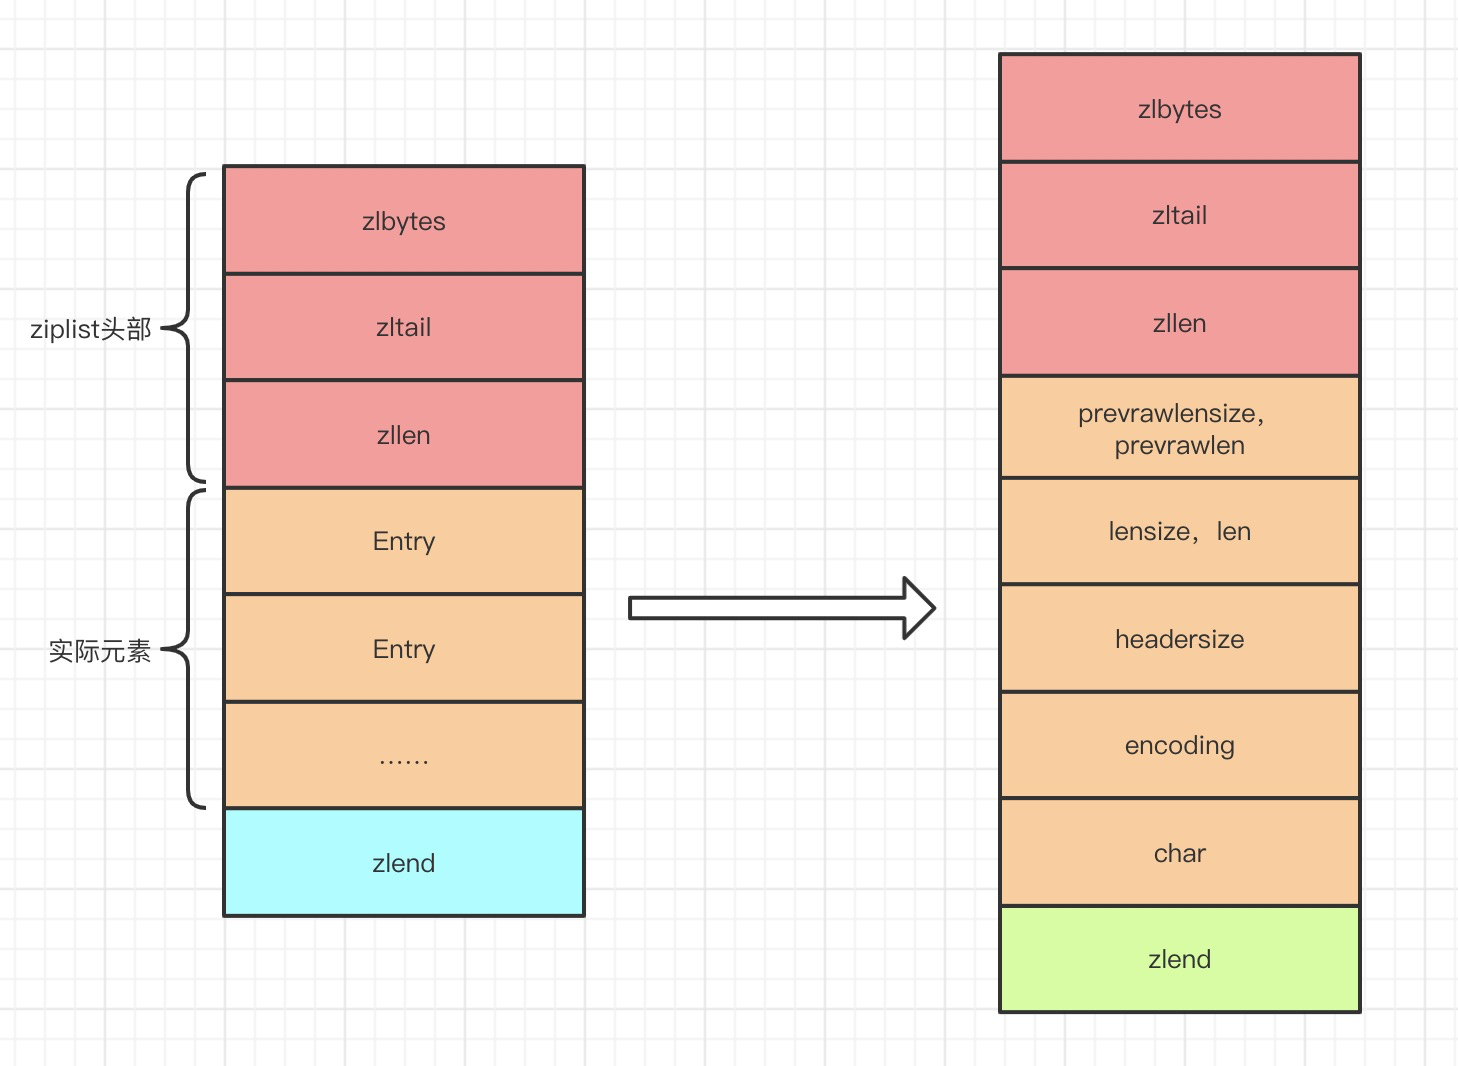 ziplist头部
实际元素
zlbytes
zltail
zllen
Entry
Entry
......
zlend
zlbytes
zltail
zllen
prevrawlensize，
prevrawlen
lensize，len
headersize
encoding
char
zlend